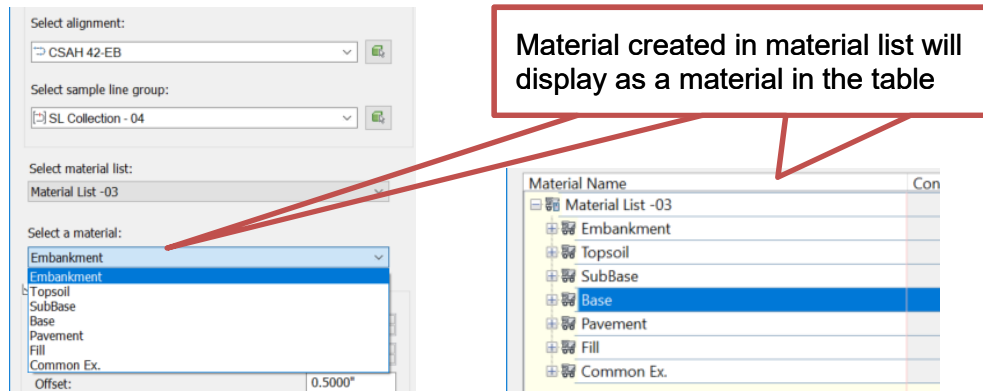 Select alignment:
CSAH 42-EB
Select sample line group:
SL Collection - 04
Select material list:
Material List -03
Select a material:
Embankment
Embankment
Topsoil
SubBase
Base
Pavement
Fill
Common Ex.
Offset:
0.5000"
Material created in material list will
display as a material in the table
Material Name
Con
Material List -03
Embankment
Topsoil
SubBase
Base
Pavement
Fill
Common Ex.